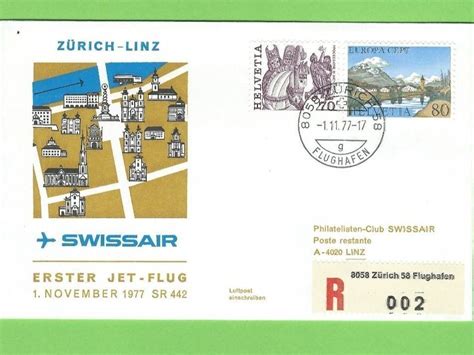 ZÜRICH-LINZ
HELVETIA
70
EUROPA CEPT
HELVETIA 80
8058 ZÜRICH 58
-1.11.77-17
g
FLUGHAFEN
SWISSAIR
ERSTER JET-FLUG
1. NOVEMBER 1977 SR 442
Luftpost
einschreiben
Philatelisten-Club SWISSAIR
Poste restante
A-4020 LINZ
8058 Zürich 58 Flughafen
R 002